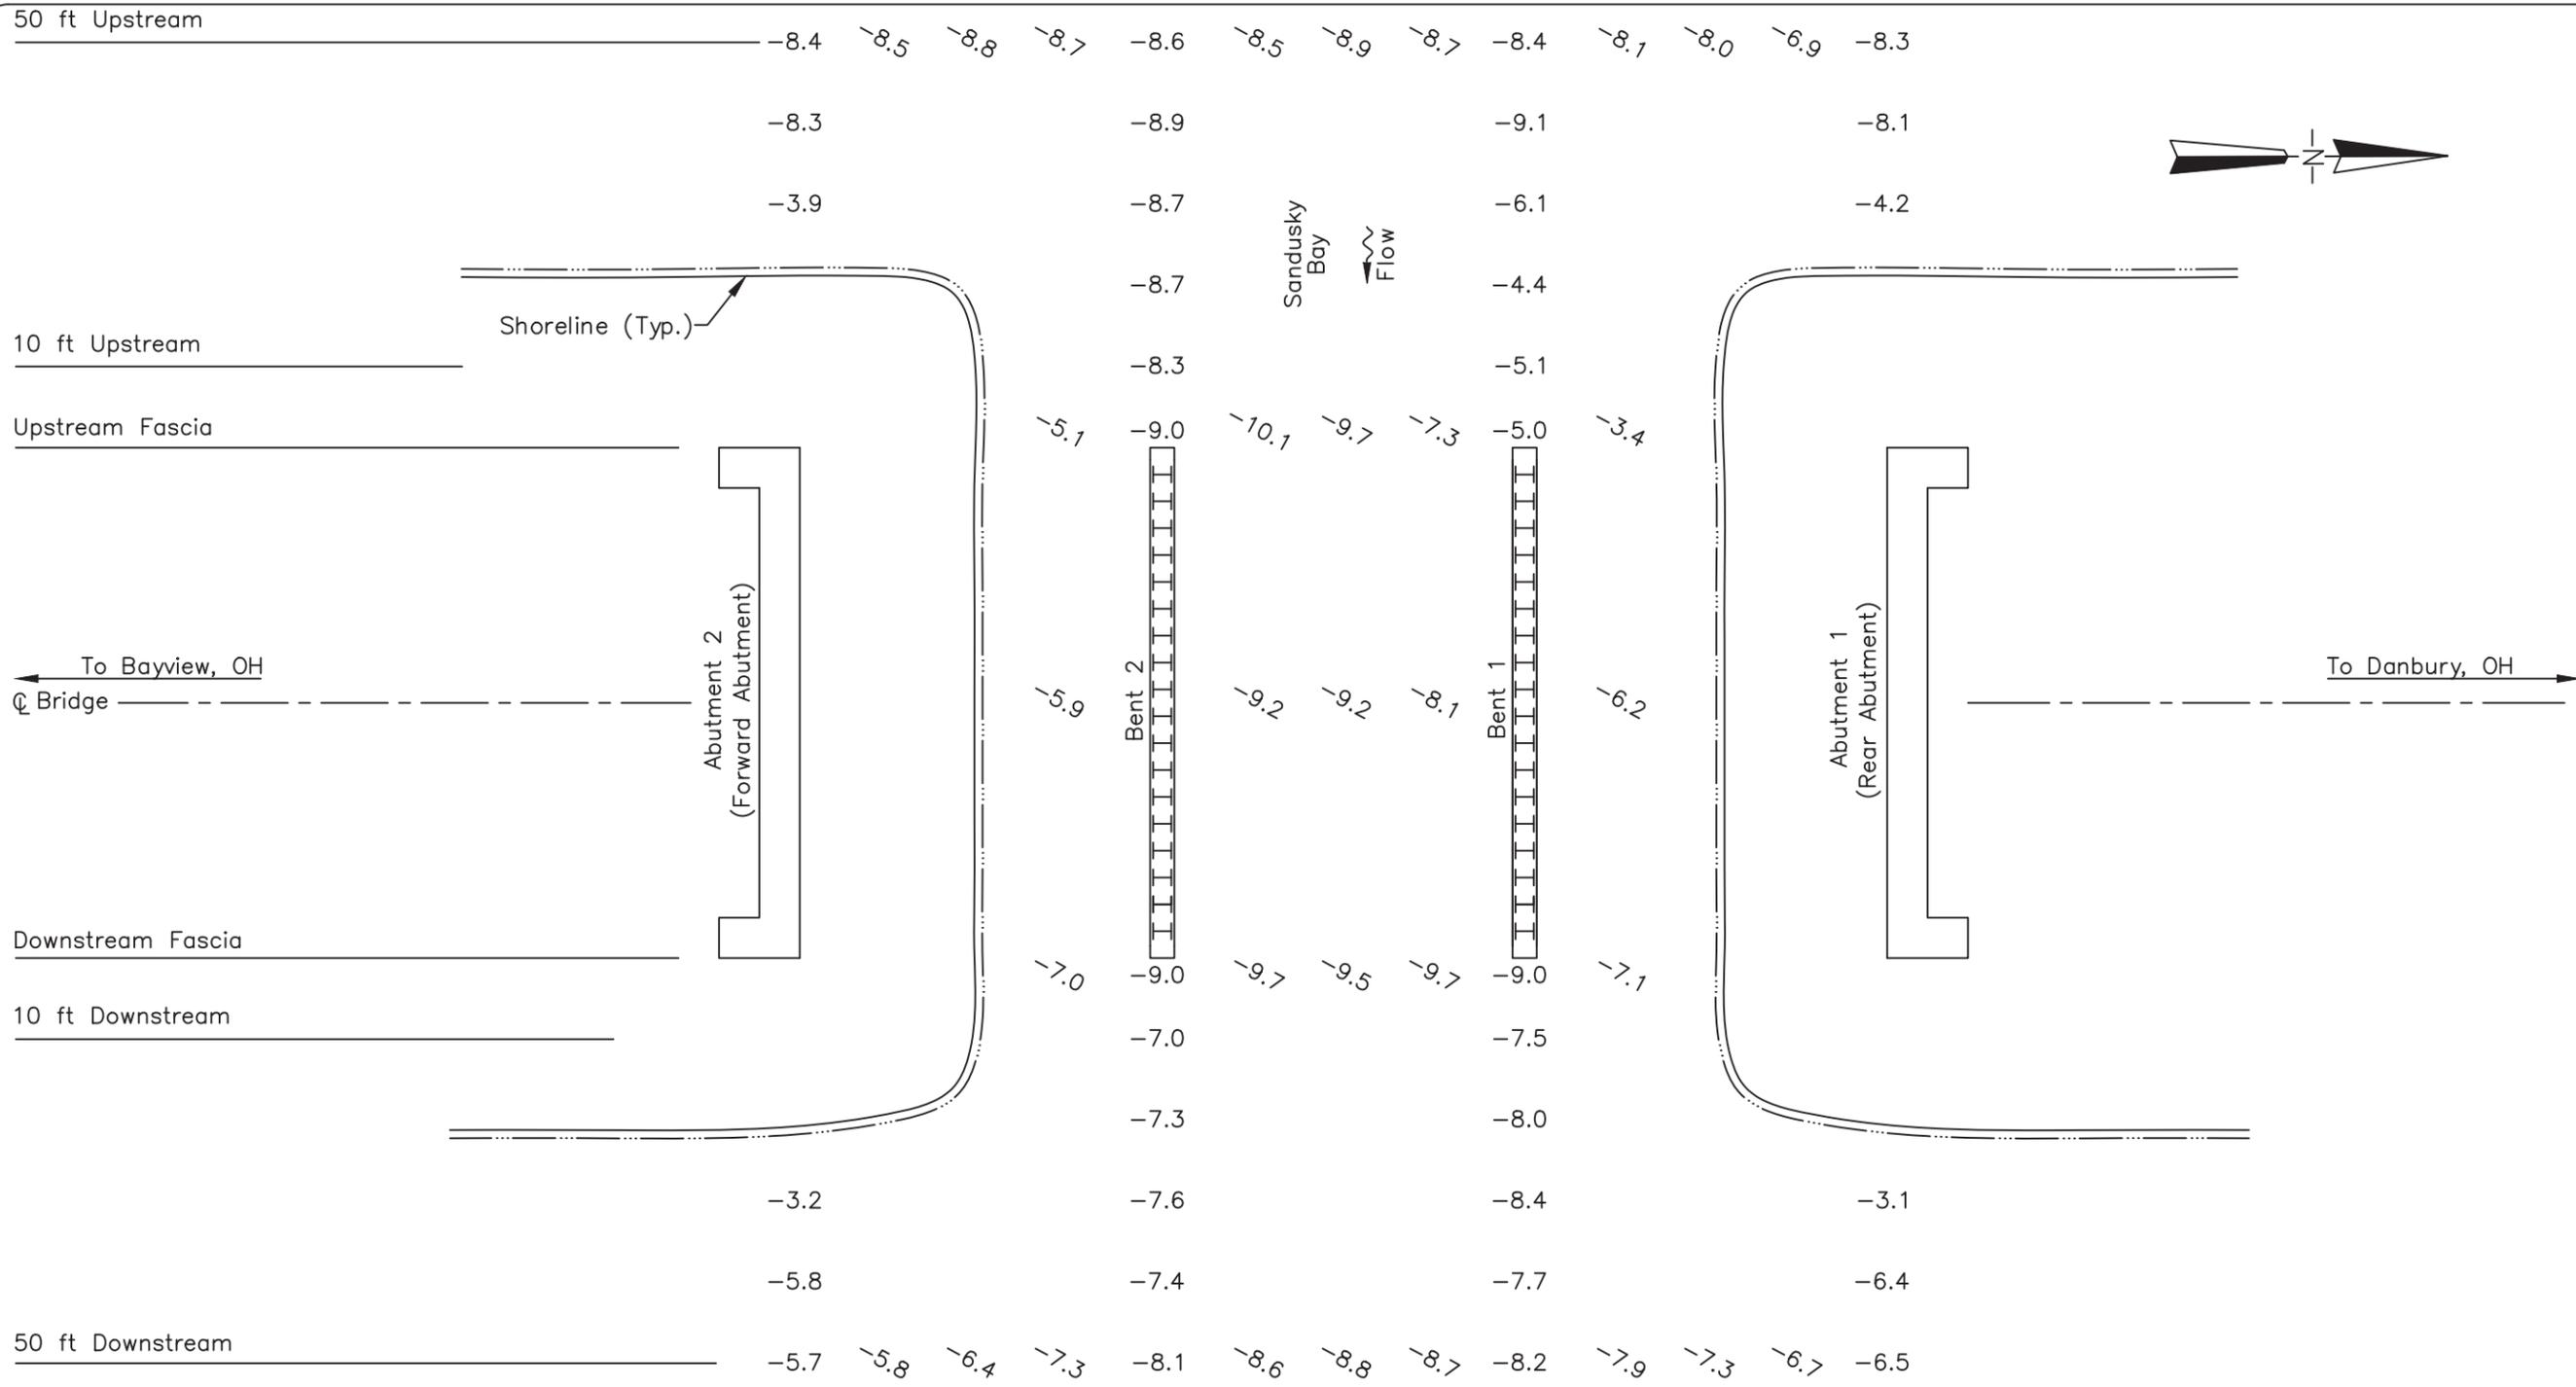 50 ft Upstream
-8.4 -8.5 -8.8 -8.7 -8.6 -8.5 -8.9 -8.7 -8.4 -8.1 -8.0 -6.9 -8.3
-8.3 -8.9 -9.1 -8.1
N
-3.9 -8.7 -6.1 -4.2
Sandusky
Bay
Flow
-8.7 -4.4
Shoreline (Typ.)
10 ft Upstream
-8.3 -5.1
Upstream Fascia
-5.1 -9.0 -10.1 -9.7 -7.3 -5.0 -3.4
To Bayview, OH
℄ Bridge
Abutment 2
(Forward Abutment)
-5.9
Bent 2
-9.2 -9.2 -8.1
Bent 1
-6.2
Abutment 1
(Rear Abutment)
To Danbury, OH
Downstream Fascia
-7.0 -9.0 -9.7 -9.5 -9.7 -9.0 -7.1
10 ft Downstream
-7.0 -7.5
-7.3 -8.0
-3.2 -7.6 -8.4 -3.1
-5.8 -7.4 -7.7 -6.4
50 ft Downstream
-5.7 -5.8 -6.4 -7.3 -8.1 -8.6 -8.8 -8.7 -8.2 -7.9 -7.3 -6.7 -6.5